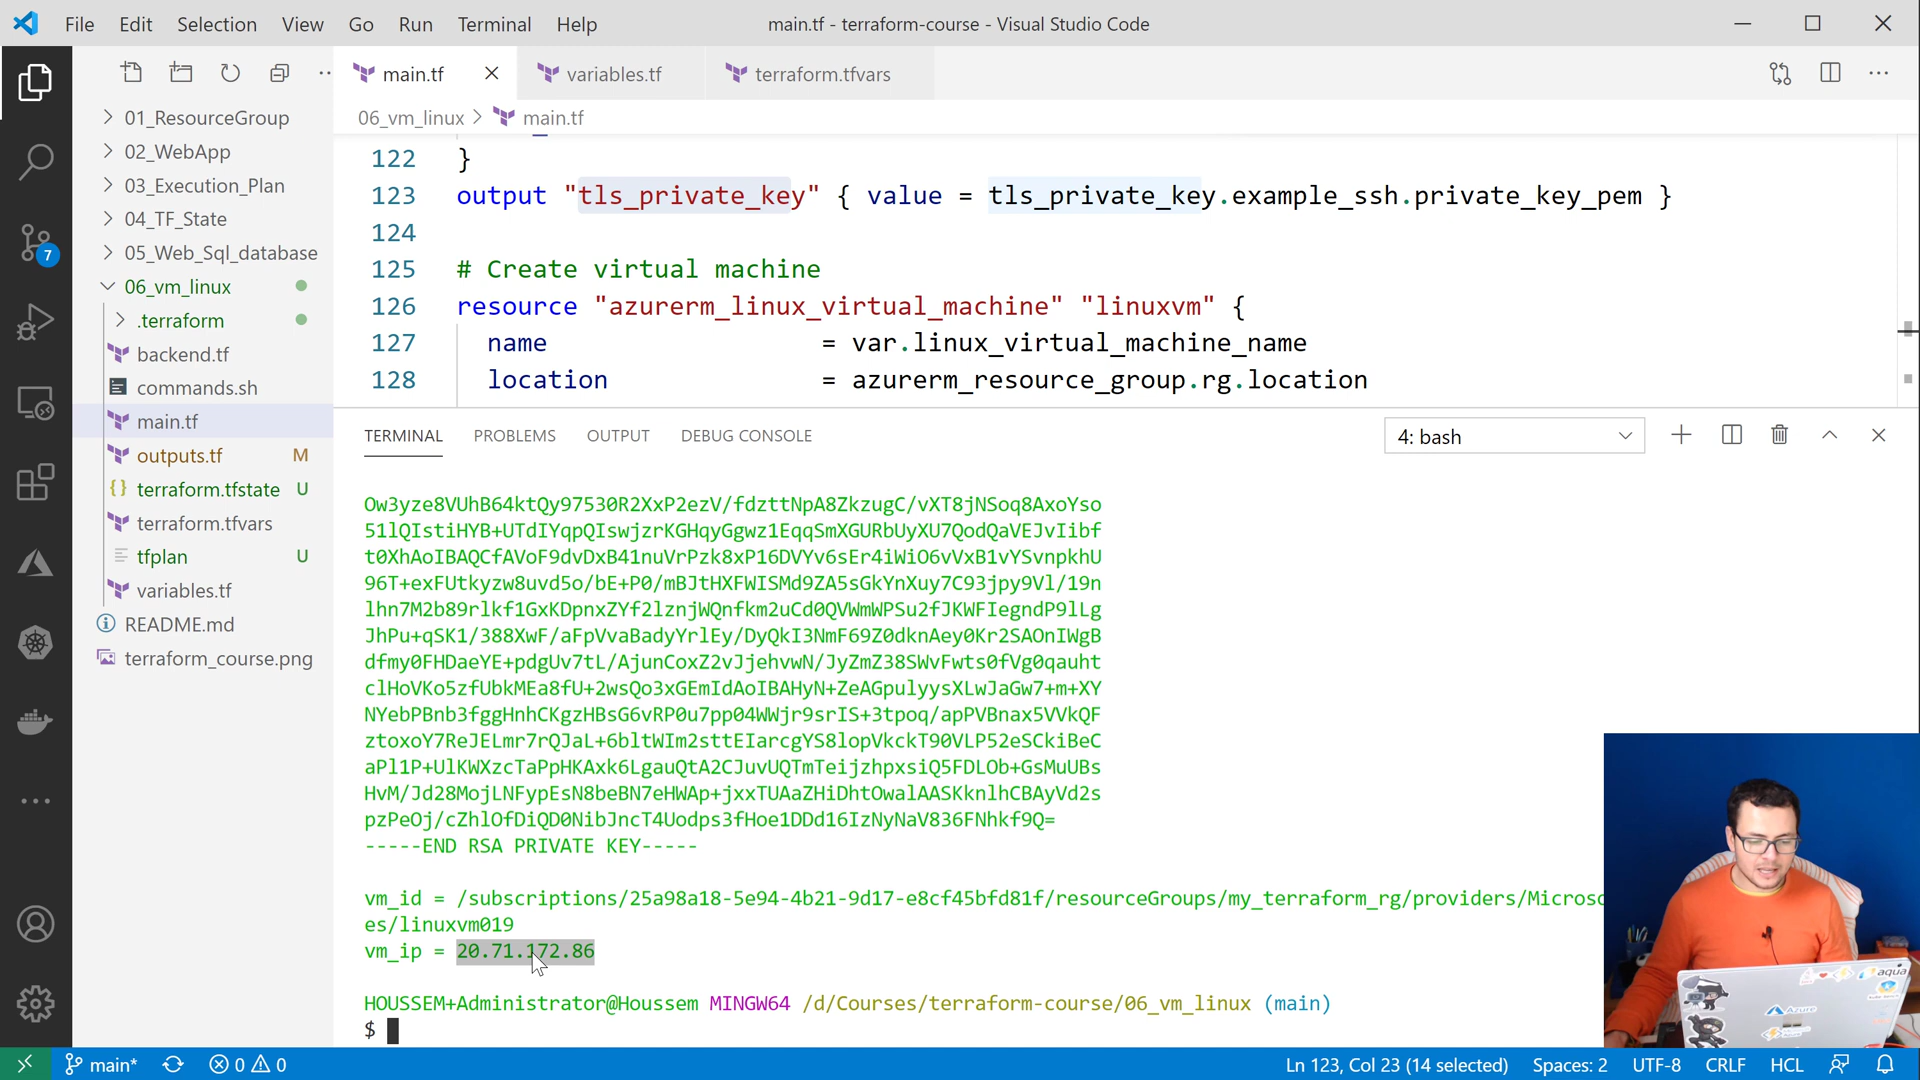 File Edit Selection View Go Run Terminal Help
main.tf - terraform-course - Visual Studio Code
main.tf
variables.tf
terraform.tfvars
06_vm_linux > main.tf
01_ResourceGroup
02_WebApp
03_Execution_Plan
04_TF_State
05_Web_Sql_database
06_vm_linux
.terraform
backend.tf
commands.sh
main.tf
outputs.tf M
terraform.tfstate U
terraform.tfvars
tfplan U
variables.tf
README.md
terraform_course.png
7
122 }
123 output "tls_private_key" { value = tls_private_key.example_ssh.private_key_pem }
124
125 # Create virtual machine
126 resource "azurerm_linux_virtual_machine" "linuxvm" {
127 name = var.linux_virtual_machine_name
128 location = azurerm_resource_group.rg.location
TERMINAL PROBLEMS OUTPUT DEBUG CONSOLE
4: bash
Ow3yze8VUhB64ktQy97530R2XxP2ezV/fdzttNpA8ZkzugC/vXT8jNSoq8AxoYso
51lQIstiHYB+UTdIYqpQIswjzrKGHqyGgwz1EqqSmXGURbUyXU7QodQaVEJvIibf
t0XhAoIBAQCfAVoF9dvDxB41nuVrPzk8xP16DVYv6sEr4iWiO6vVxB1vYSvnpkhU
96T+exFUtkyzw8uvd5o/bE+P0/mBJtHXFWISMd9ZA5sGkYnXuy7C93jpy9Vl/19n
lhn7M2b89rlkf1GxKDpnxZYf2lznjWQnfkm2uCd0QVWmWPSu2fJKWFIegndP9lLg
JhPu+qSK1/388XwF/aFpVvaBadyYrlEy/DyQkI3NmF69Z0dknAey0Kr2SAOnIWgB
dfmy0FHDaeYE+pdgUv7tL/AjunCoxZ2vJjehvwN/JyZmZ38SWvFwts0fVg0qauht
clHoVKo5zfUbkMEa8fU+2wsQo3xGEmIdAoIBAHyN+ZeAGpulyysXLwJaGw7+m+XY
NYebPBnb3fggHnhCKgzHBsG6vRP0u7pp04WWjr9srIS+3tpoq/apPVBnax5VVkQF
ztoxoY7ReJELmr7rQJaL+6bltWIm2sttEIarcgYS8lopVkckT90VLP52eSCkiBeC
aPl1P+UlKWXzcTaPpHKAxk6LgauQtA2CJuvUQTmTeijzhpxsiQ5FDLOb+GsMuUBs
HvM/Jd28MojLNFypEsN8beBN7eHWAp+jxxTUAaZHiDhtOwalAASKknlhCBAyVd2s
pzPeOj/cZhlOfDiQD0NibJncT4Uodps3fHoe1DDd16IzNyNaV836FNhkf9Q=
-----END RSA PRIVATE KEY-----
vm_id = /subscriptions/25a98a18-5e94-4b21-9d17-e8cf45bfd81f/resourceGroups/my_terraform_rg/providers/Microso
es/linuxvm019
vm_ip = 20.71.172.86
HOUSSEM+Administrator@Houssem MINGW64 /d/Courses/terraform-course/06_vm_linux (main)
$
aqua
Azure
main* 0 0
Ln 123, Col 23 (14 selected) Spaces: 2 UTF-8 CRLF HCL